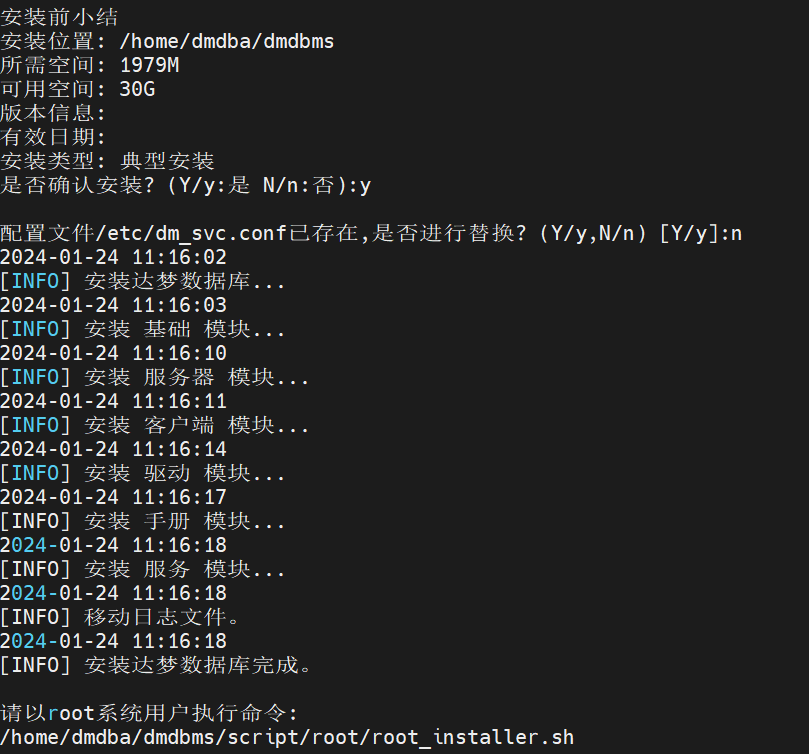 安装前小结
安装位置: /home/dmdba/dmdbms
所需空间: 1979M
可用空间: 30G
版本信息:
有效日期:
安装类型: 典型安装
是否确认安装? (Y/y:是 N/n:否):y
配置文件/etc/dm_svc.conf已存在,是否进行替换? (Y/y,N/n) [Y/y]:n
2024-01-24 11:16:02
[INFO] 安装达梦数据库...
2024-01-24 11:16:03
[INFO] 安装 基础 模块...
2024-01-24 11:16:10
[INFO] 安装 服务器 模块...
2024-01-24 11:16:11
[INFO] 安装 客户端 模块...
2024-01-24 11:16:14
[INFO] 安装 驱动 模块...
2024-01-24 11:16:17
[INFO] 安装 手册 模块...
2024-01-24 11:16:18
[INFO] 安装 服务 模块...
2024-01-24 11:16:18
[INFO] 移动日志文件。
2024-01-24 11:16:18
[INFO] 安装达梦数据库完成。
请以root系统用户执行命令:
/home/dmdba/dmdbms/script/root/root_installer.sh